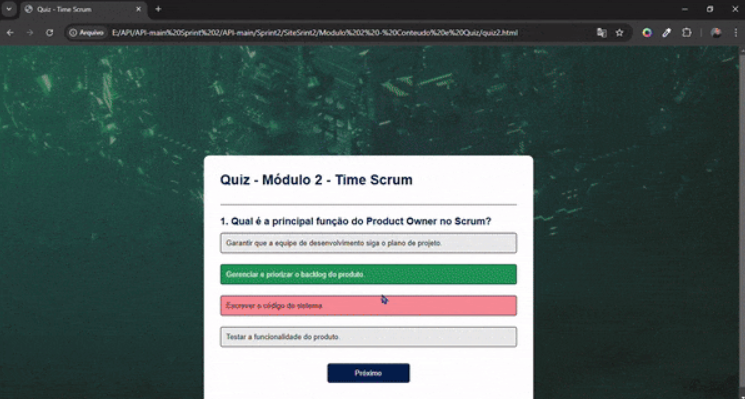 Quiz - Time Scrum
Arquivo E:/API/API-main%20Sprint%202/API-main/Sprint2/SiteSrint2/Modulo%202%20-%20Conteudo%20e%20Quiz/quiz2.html
Quiz - Módulo 2 - Time Scrum
1. Qual é a principal função do Product Owner no Scrum?
Garantir que a equipe de desenvolvimento siga o plano de projeto.
Gerenciar e priorizar o backlog do produto.
Escrever o código do sistema
Testar a funcionalidade do produto.
Próximo